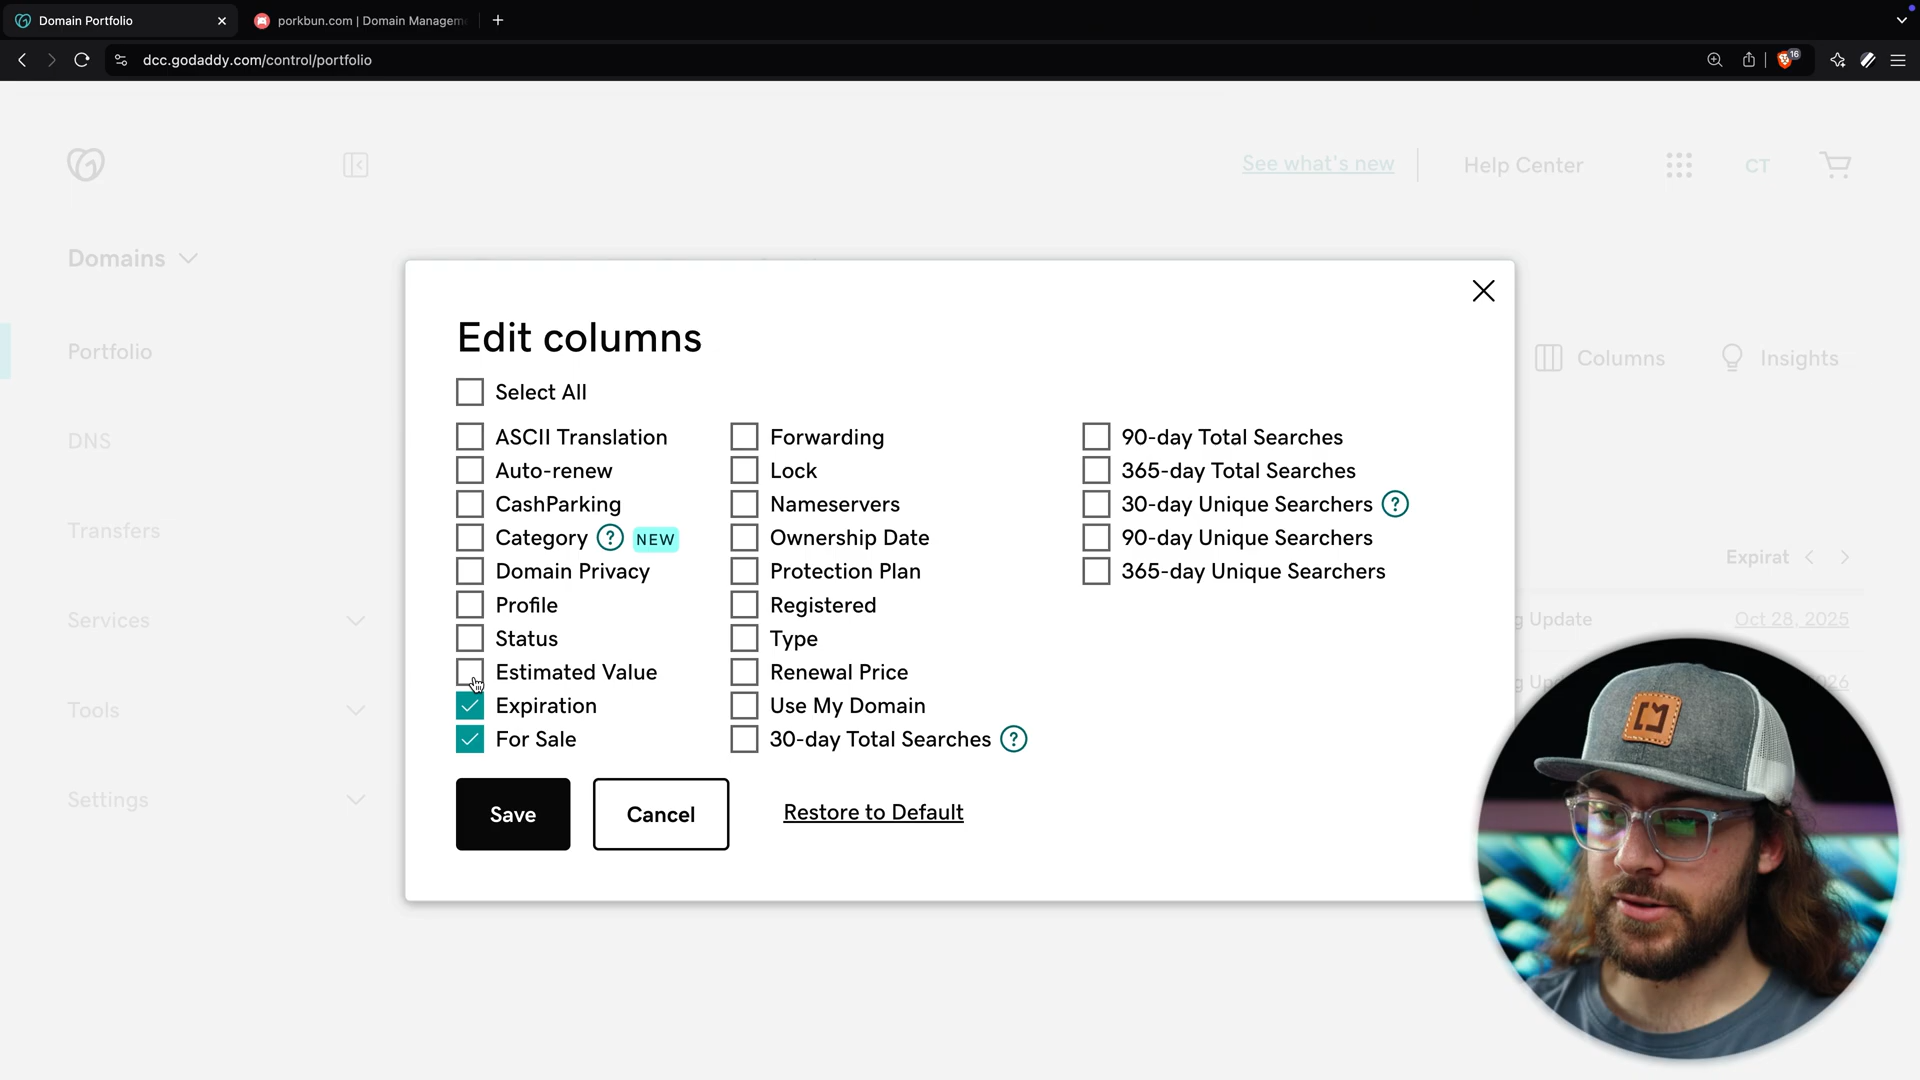 Domain Portfolio
porkbun.com | Domain Managem
dcc.godaddy.com/control/portfolio
16
See what's new
Help Center
CT
Domains
Portfolio
DNS
Transfers
Services
Tools
Settings
Columns
Insights
Expirat
g Update
Oct 28, 2025
Edit columns
Select All
ASCII Translation
Auto-renew
CashParking
Category ? NEW
Domain Privacy
Profile
Status
Estimated Value
Expiration
For Sale
Forwarding
Lock
Nameservers
Ownership Date
Protection Plan
Registered
Type
Renewal Price
Use My Domain
30-day Total Searches ?
90-day Total Searches
365-day Total Searches
30-day Unique Searchers ?
90-day Unique Searchers
365-day Unique Searchers
Save
Cancel
Restore to Default